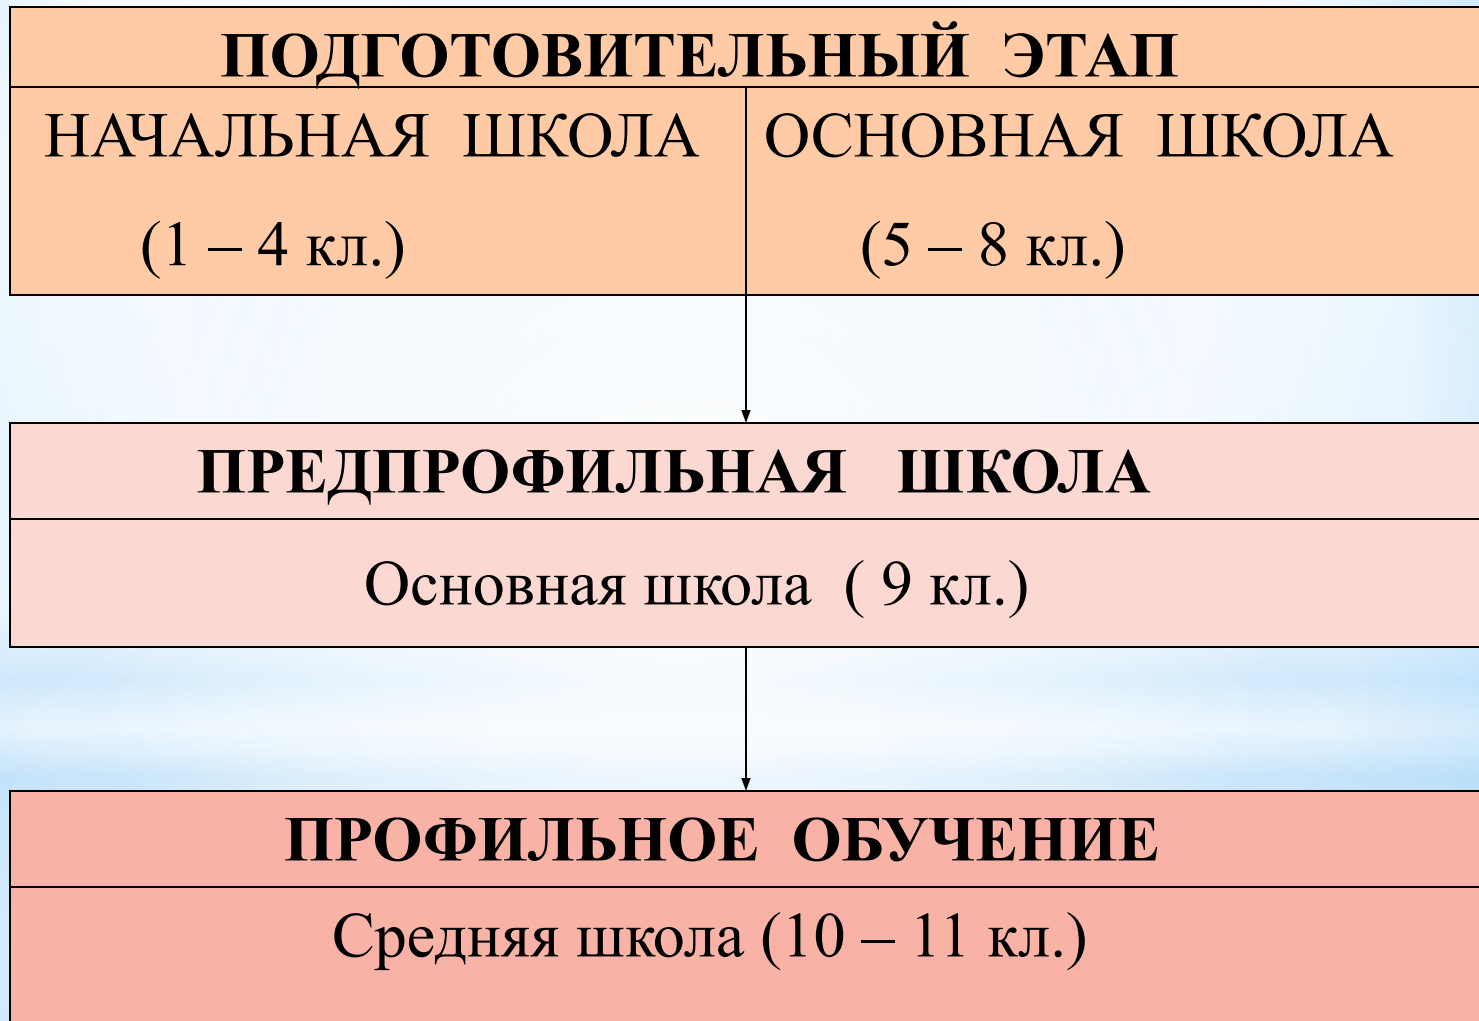 ПОДГОТОВИТЕЛЬНЫЙ ЭТАП
НАЧАЛЬНАЯ ШКОЛА
(1 – 4 кл.)
ОСНОВНАЯ ШКОЛА
(5 – 8 кл.)
ПРЕДПРОФИЛЬНАЯ ШКОЛА
Основная школа ( 9 кл.)
ПРОФИЛЬНОЕ ОБУЧЕНИЕ
Средняя школа (10 – 11 кл.)